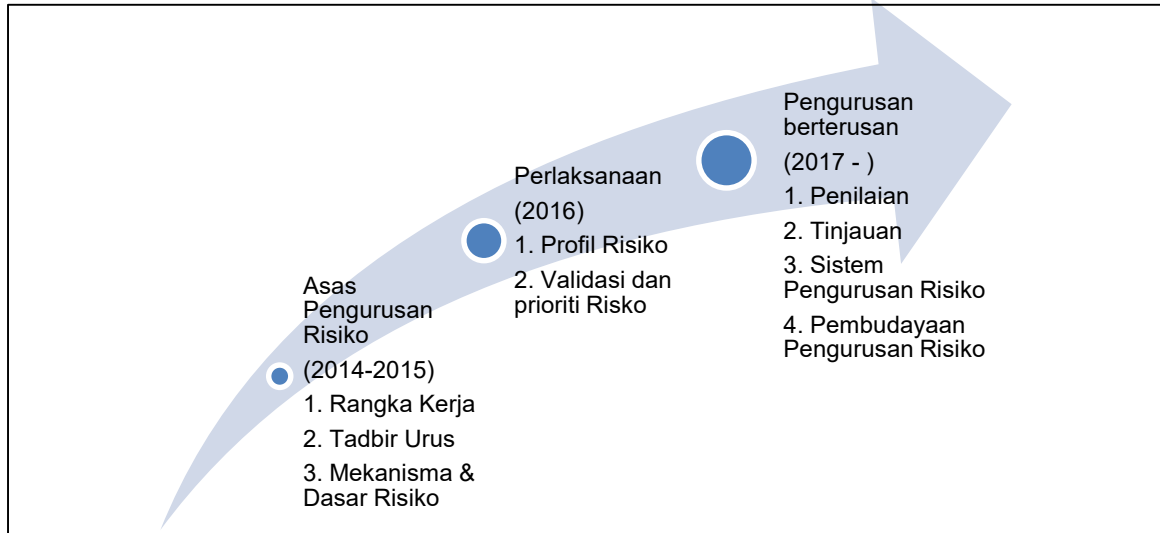 Asas
Pengurusan
Risiko
(2014-2015)
1. Rangka Kerja
2. Tadbir Urus
3. Mekanisma &
Dasar Risiko
Perlaksanaan
(2016)
1. Profil Risiko
2. Validasi dan
prioriti Risko
Pengurusan
berterusan
(2017 - )
1. Penilaian
2. Tinjauan
3. Sistem
Pengurusan Risiko
4. Pembudayaan
Pengurusan Risiko